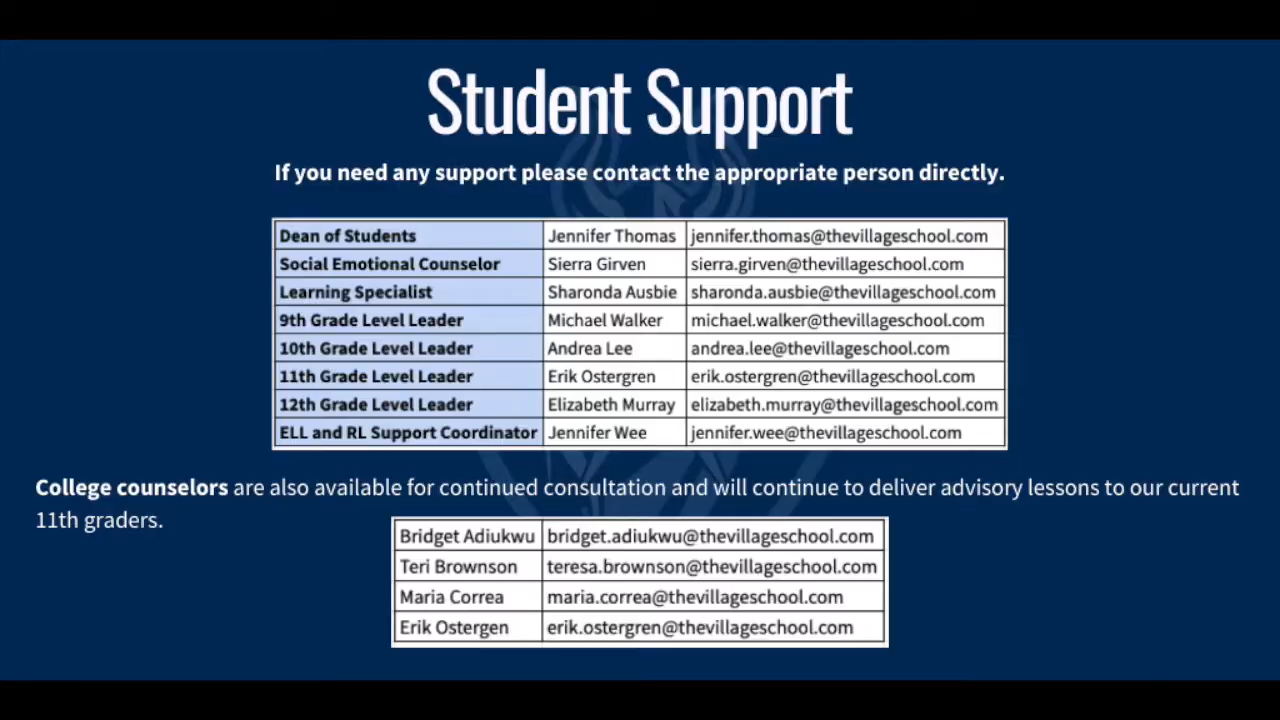 Student Support
If you need any support please contact the appropriate person directly.
Dean of Students Jennifer Thomas jennifer.thomas@thevillageschool.com
Social Emotional Counselor Sierra Girven sierra.girven@thevillageschool.com
Learning Specialist Sharonda Ausbie sharonda.ausbie@thevillageschool.com
9th Grade Level Leader Michael Walker michael.walker@thevillageschool.com
10th Grade Level Leader Andrea Lee andrea.lee@thevillageschool.com
11th Grade Level Leader Erik Ostergren erik.ostergren@thevillageschool.com
12th Grade Level Leader Elizabeth Murray elizabeth.murray@thevillageschool.com
ELL and RL Support Coordinator Jennifer Wee jennifer.wee@thevillageschool.com
College counselors are also available for continued consultation and will continue to deliver advisory lessons to our current
11th graders.
Bridget Adiukwu bridget.adiukwu@thevillageschool.com
Teri Brownson teresa.brownson@thevillageschool.com
Maria Correa maria.correa@thevillageschool.com
Erik Ostergen erik.ostergren@thevillageschool.com